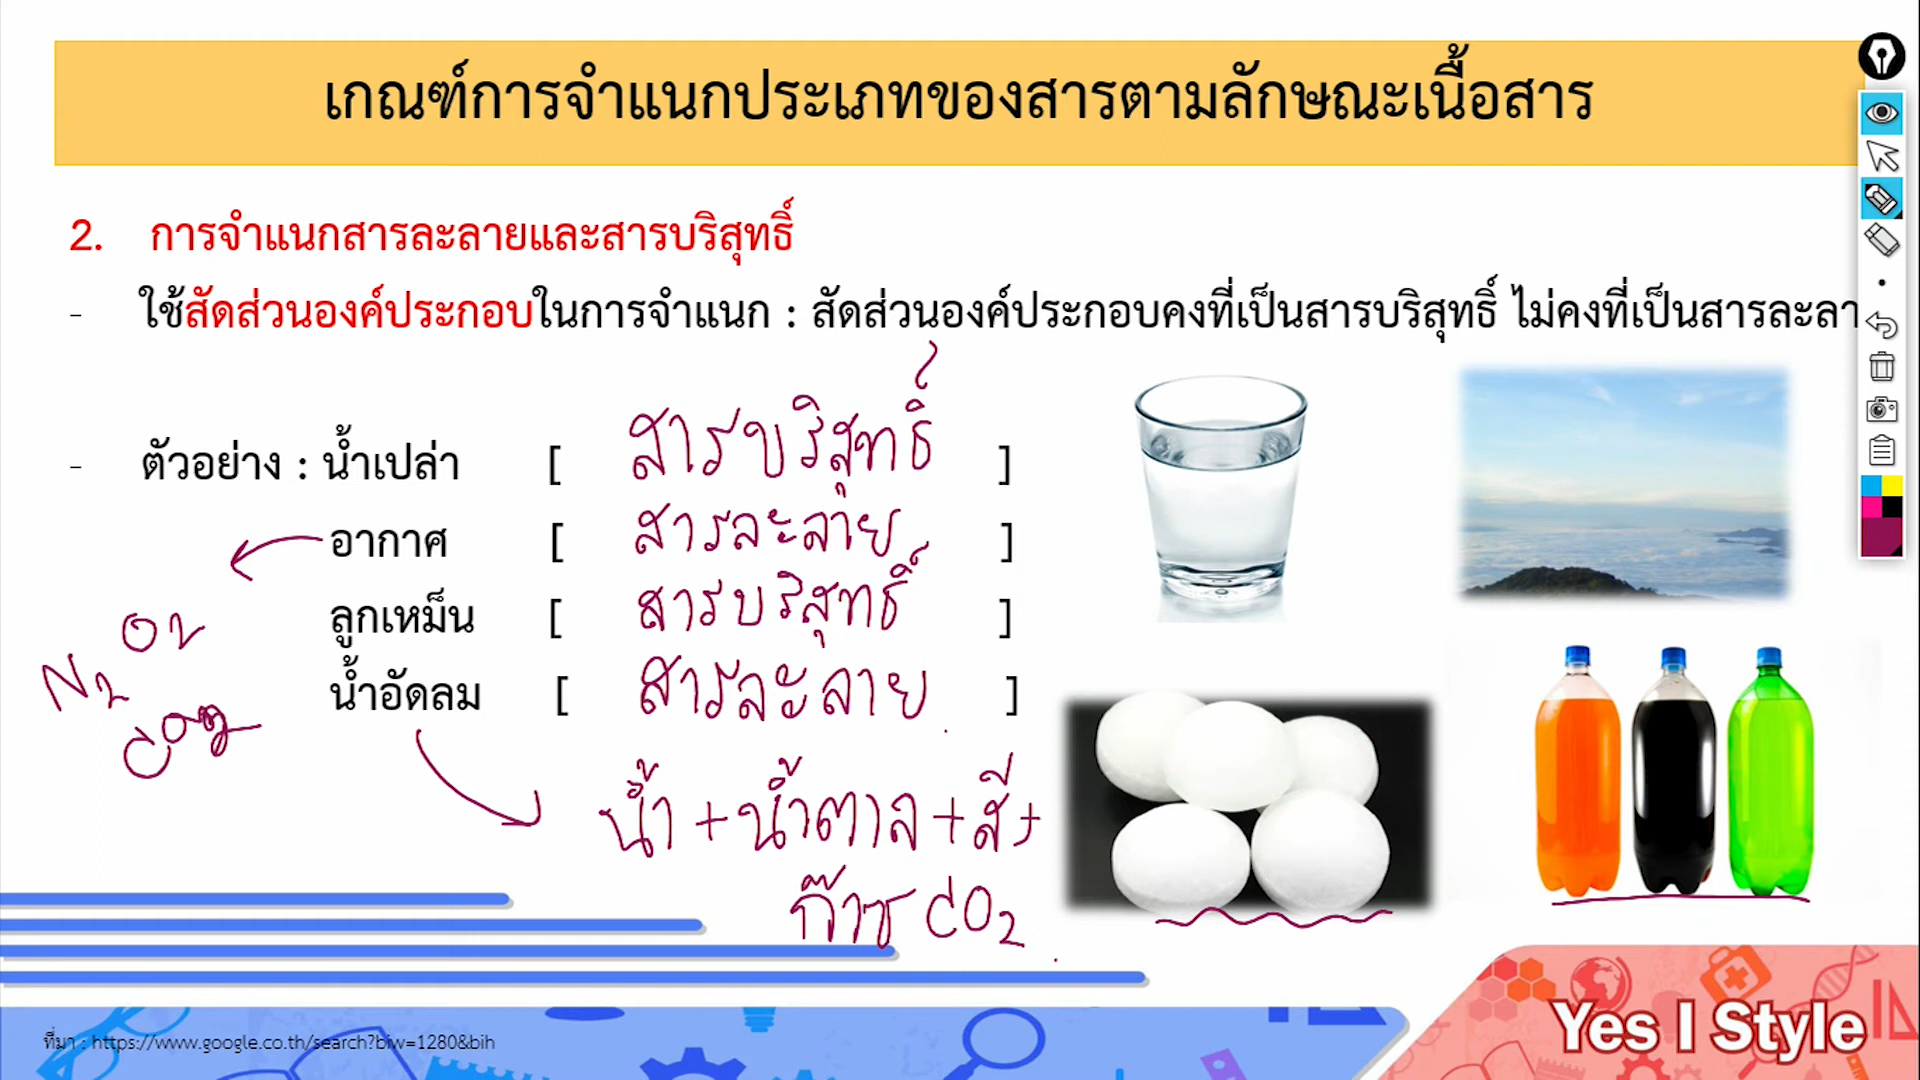 เกณฑ์การจำแนกประเภทของสารตามลักษณะเนื้อสาร
2. การจำแนกสารละลายและสารบริสุทธิ์
- ใช้สัดส่วนองค์ประกอบในการจำแนก : สัดส่วนองค์ประกอบคงที่เป็นสารบริสุทธิ์ ไม่คงที่เป็นสารละลา
- ตัวอย่าง : น้ำเปล่า [ สารบริสุทธิ์ ]
อากาศ [ สารละลาย ]
ลูกเหม็น [ สารบริสุทธิ์ ]
น้ำอัดลม [ สารละลาย ]
O2
N2
น้ำ + น้ำตาล + สี +
ก๊าซ CO2
ที่มา : https://www.google.co.th/search?biw=1280&bih
Yes I Style